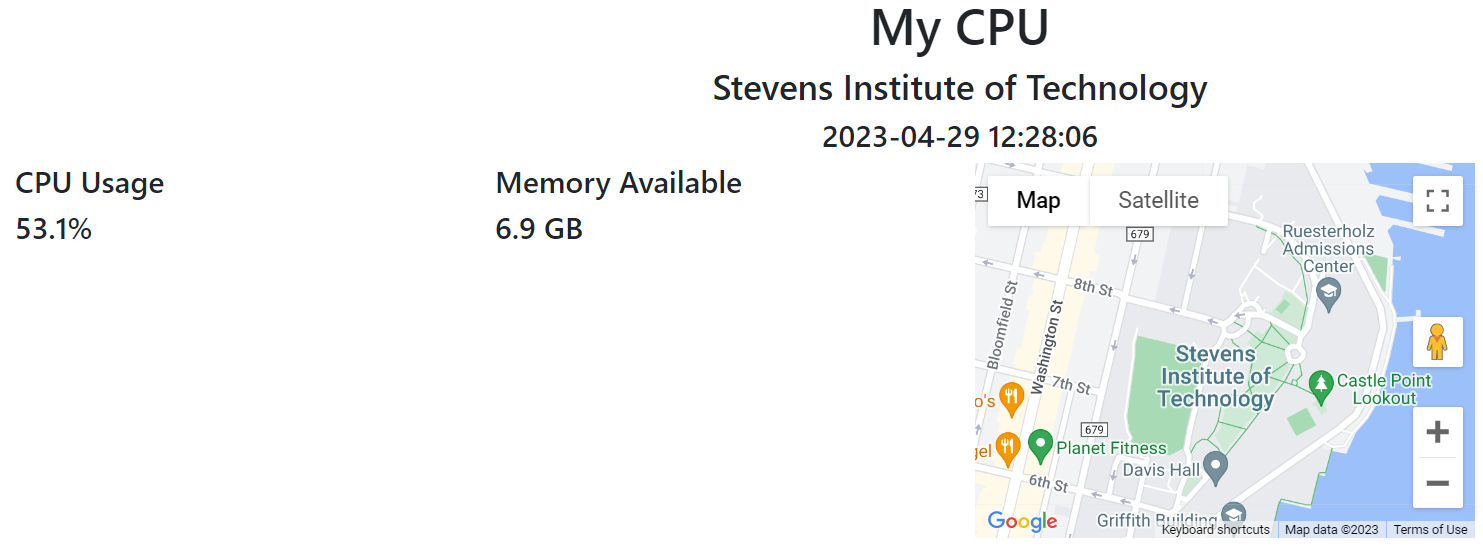 My CPU
Stevens Institute of Technology
2023-04-29 12:28:06
CPU Usage
53.1%
Memory Available
6.9 GB
73
Map
Satellite
679
Ruesterholz
Admissions
Center
8th St
Bloomfield St
Washington St
Stevens
Institute of
Technology
7th St
Castle Point
Lookout
o's
679
gel
Planet Fitness
Davis Hall
6th St
Google
Griffith Building
Keyboard shortcuts
Map data ©2023
Terms of Use